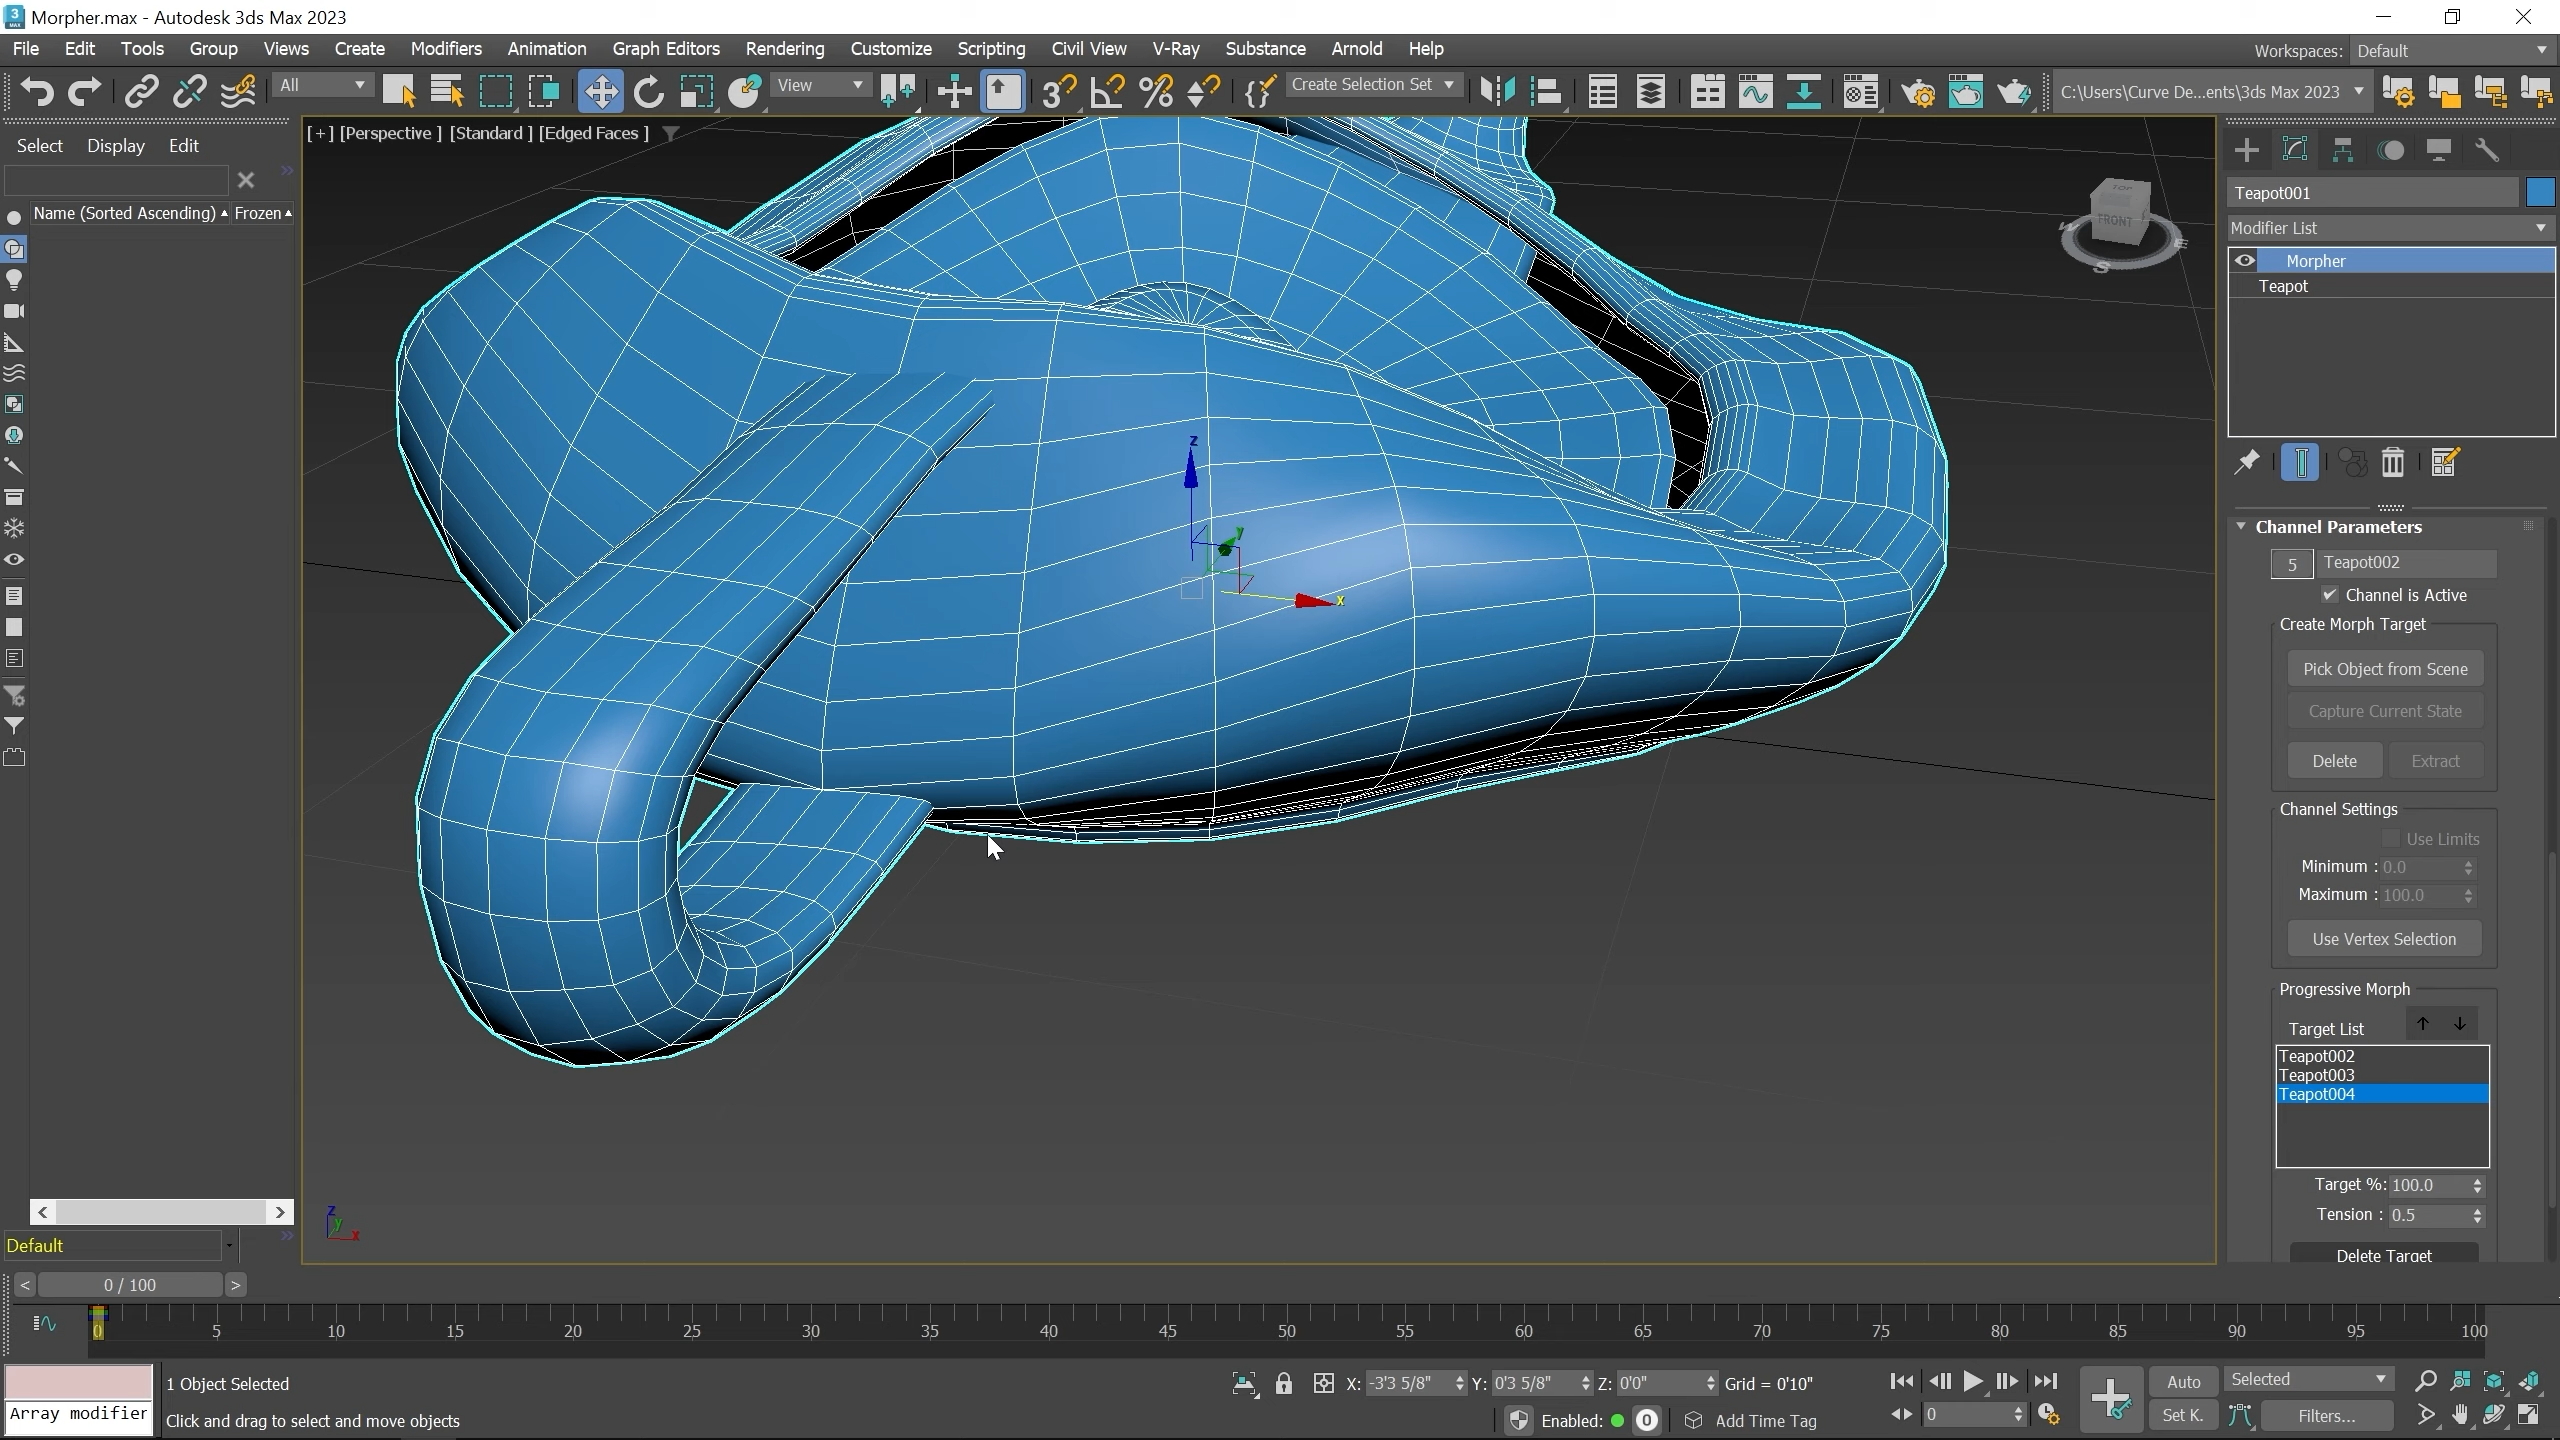 Morpher.max - Autodesk 3ds Max 2023
File Edit Tools Group Views Create Modifiers Animation Graph Editors Rendering Customize Scripting Civil View V-Ray Substance Arnold Help
Workspaces: Default
All View Create Selection Set C:\Users\Curve De...ents\3ds Max 2023
Select Display Edit
[+] [Perspective ] [Standard ] [Edged Faces ]
Name (Sorted Ascending) Frozen
TOP
FRONT
W
E
S
Teapot001
Modifier List
Morpher
Teapot
z
y
x
Channel Parameters
5 Teapot002
Channel is Active
Create Morph Target
Pick Object from Scene
Capture Current State
Delete Extract
Channel Settings
Use Limits
Minimum : 0.0
Maximum : 100.0
Use Vertex Selection
Progressive Morph
Target List
Teapot002
Teapot003
Teapot004
Target %: 100.0
Tension : 0.5
Delete Target
z
y
x
Default
< 0 / 100 >
0 5 10 15 20 25 30 35 40 45 50 55 60 65 70 75 80 85 90 95 100
1 Object Selected
X: -3'3 5/8" Y: 0'3 5/8" Z: 0'0" Grid = 0'10"
Auto Selected
Array modifier
Click and drag to select and move objects
Enabled: 0 Add Time Tag
0
Set K. Filters...